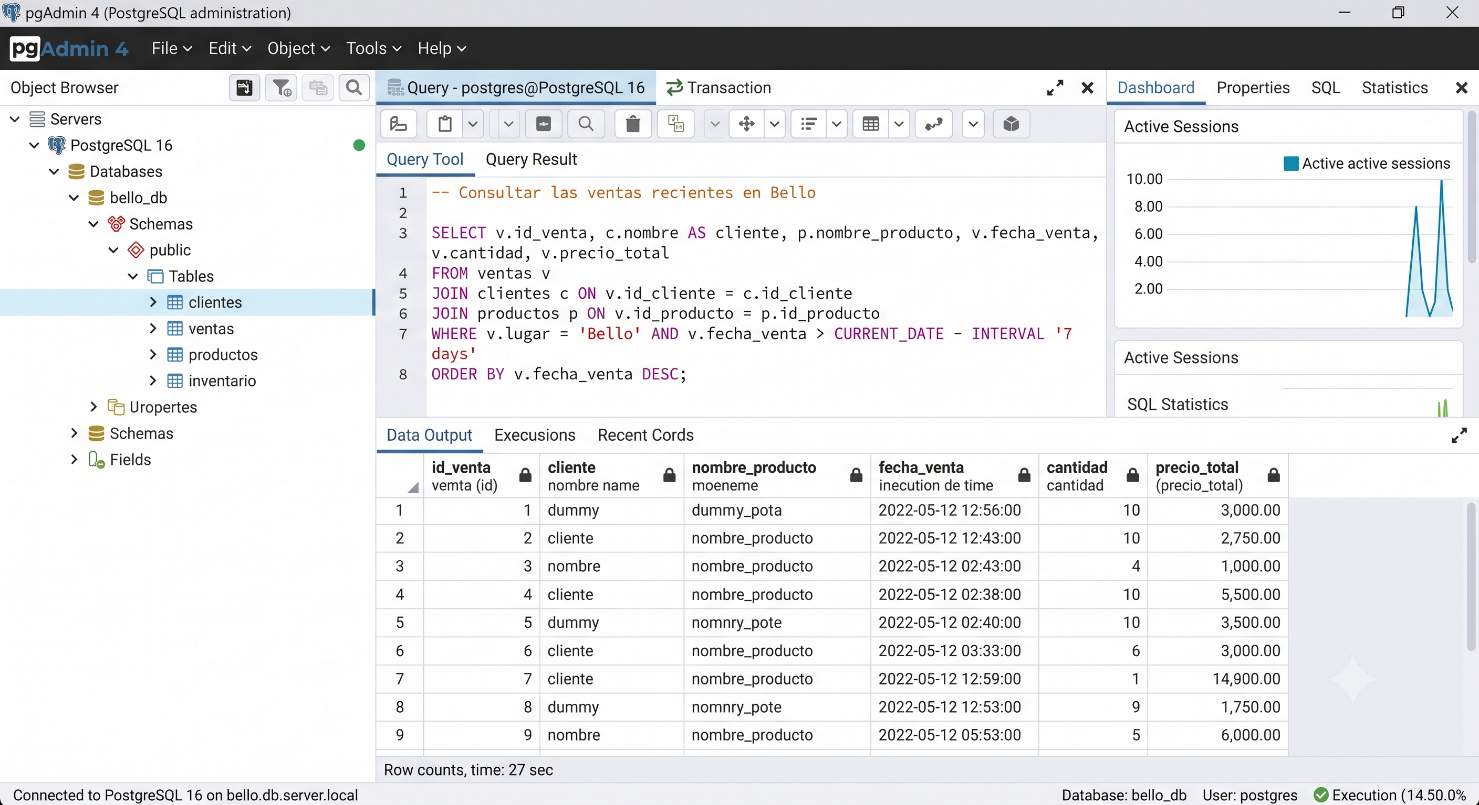 pgAdmin 4 (PostgreSQL administration)
pgAdmin 4 File Edit Object Tools Help
Object Browser
Servers
PostgreSQL 16
Databases
bello_db
Schemas
public
Tables
clientes
ventas
productos
inventario
Uropertes
Schemas
Fields
Query - postgres@PostgreSQL 16 Transaction
Query Tool Query Result
1 -- Consultar las ventas recientes en Bello
2
3 SELECT v.id_venta, c.nombre AS cliente, p.nombre_producto, v.fecha_venta,
v.cantidad, v.precio_total
4 FROM ventas v
5 JOIN clientes c ON v.id_cliente = c.id_cliente
6 JOIN productos p ON v.id_producto = p.id_producto
7 WHERE v.lugar = 'Bello' AND v.fecha_venta > CURRENT_DATE - INTERVAL '7
days'
8 ORDER BY v.fecha_venta DESC;
Dashboard Properties SQL Statistics
Active Sessions
Active active sessions
10.00
8.00
6.00
4.00
2.00
Active Sessions
SQL Statistics
Data Output Execusions Recent Cords
id_venta cliente nombre_producto fecha_venta cantidad precio_total
vemta (id) nombre name moeneme inecution de time cantidad (precio_total)
1 1 dummy dummy_pota 2022-05-12 12:56:00 10 3,000.00
2 2 cliente nombre_producto 2022-05-12 12:43:00 10 2,750.00
3 3 nombre nombre_producto 2022-05-12 02:43:00 4 1,000.00
4 4 cliente nombre_producto 2022-05-12 02:38:00 10 5,500.00
5 5 dummy nomnry_pote 2022-05-12 02:40:00 10 3,500.00
6 6 cliente nombre_producto 2022-05-12 03:33:00 6 3,000.00
7 7 cliente nombre_producto 2022-05-12 12:59:00 1 14,900.00
8 8 dummy nomnry_pote 2022-05-12 12:53:00 9 1,750.00
9 9 nombre nombre_producto 2022-05-12 05:53:00 5 6,000.00
Row counts, time: 27 sec
Connected to PostgreSQL 16 on bello.db.server.local Database: bello_db User: postgres Execution (14.50.0%